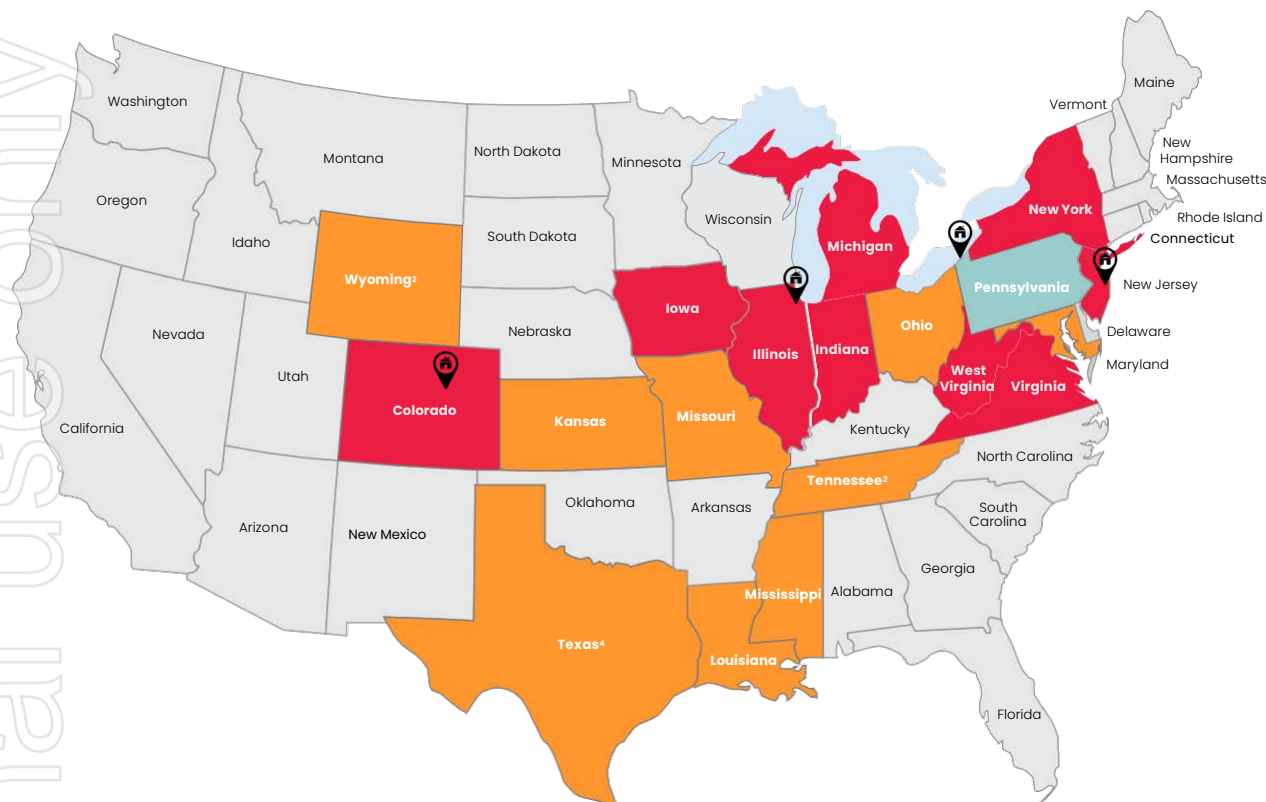 Washington
Montana
North Dakota
Minnesota
Maine
Vermont
New
Hampshire
Massachusetts
Rhode Island
Connecticut
Oregon
Idaho
South Dakota
Wisconsin
Michigan
New York
Wyoming²
Pennsylvania
New Jersey
Iowa
Nevada
Nebraska
Ohio
Delaware
Maryland
Utah
Illinois
Indiana
West
Virginia
Virginia
California
Colorado
Kansas
Missouri
Kentucky
North Carolina
Tennessee²
Arizona
New Mexico
Oklahoma
Arkansas
South
Carolina
Georgia
Mississippi
Alabama
Texas⁴
Louisiana
Florida
nal use only